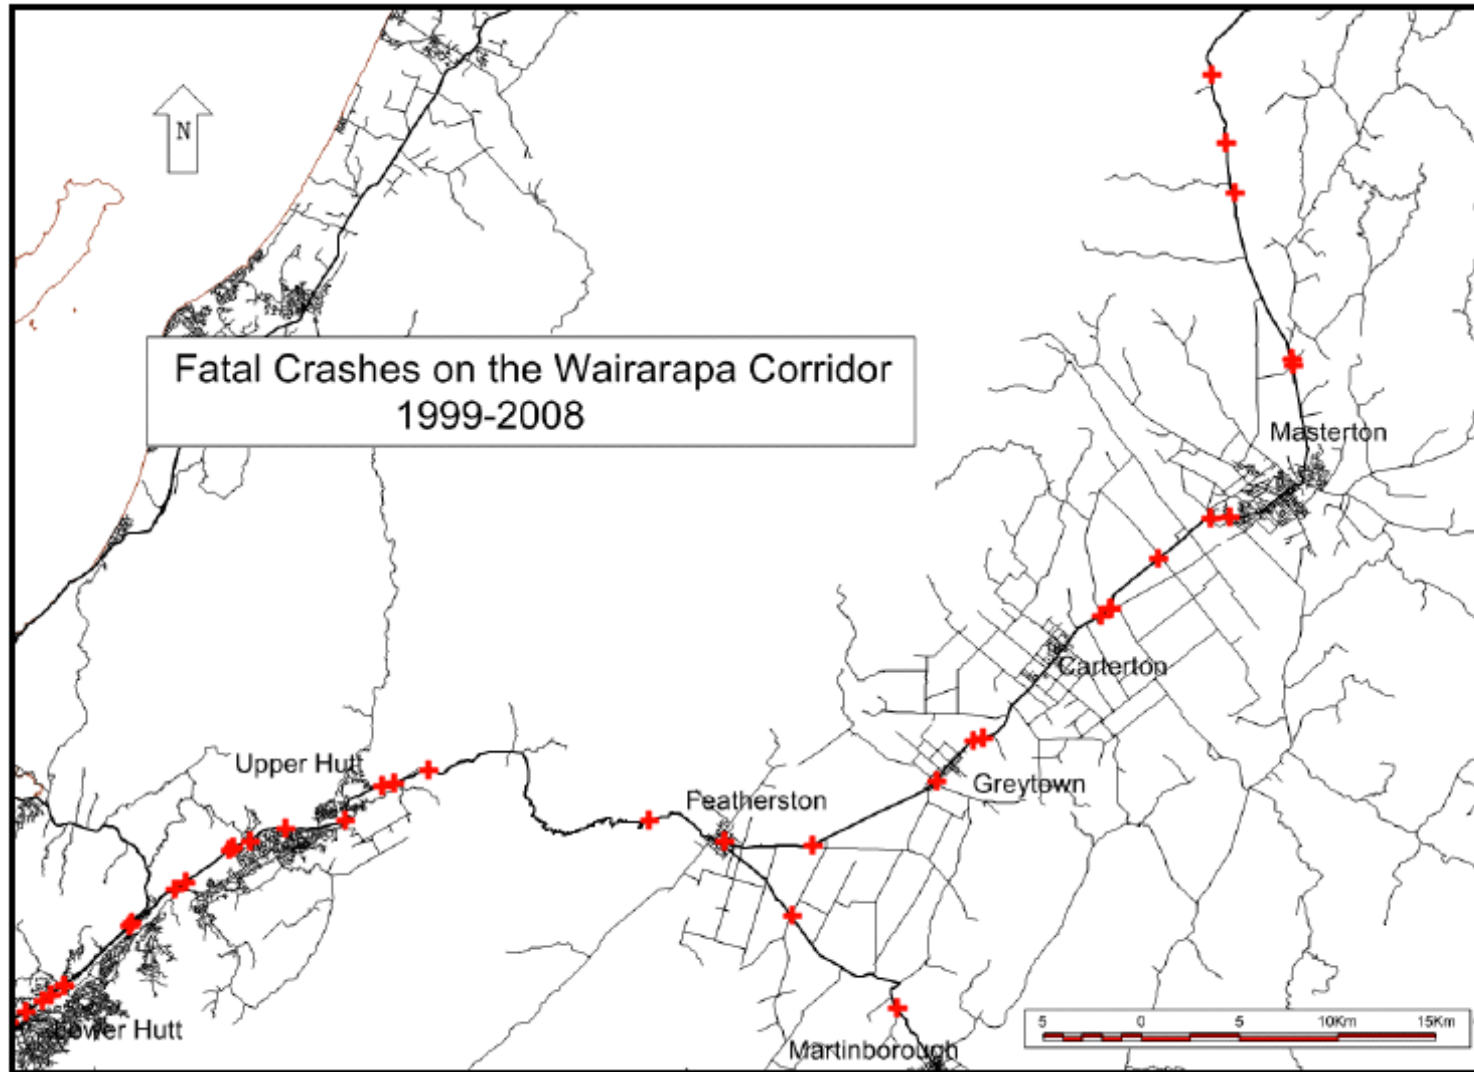 N
Fatal Crashes on the Wairarapa Corridor
1999-2008
Masterton
Carterton
Upper Hutt
Greytown
Featherston
Lower Hutt
Martinborough
5 0 5 10Km 15Km